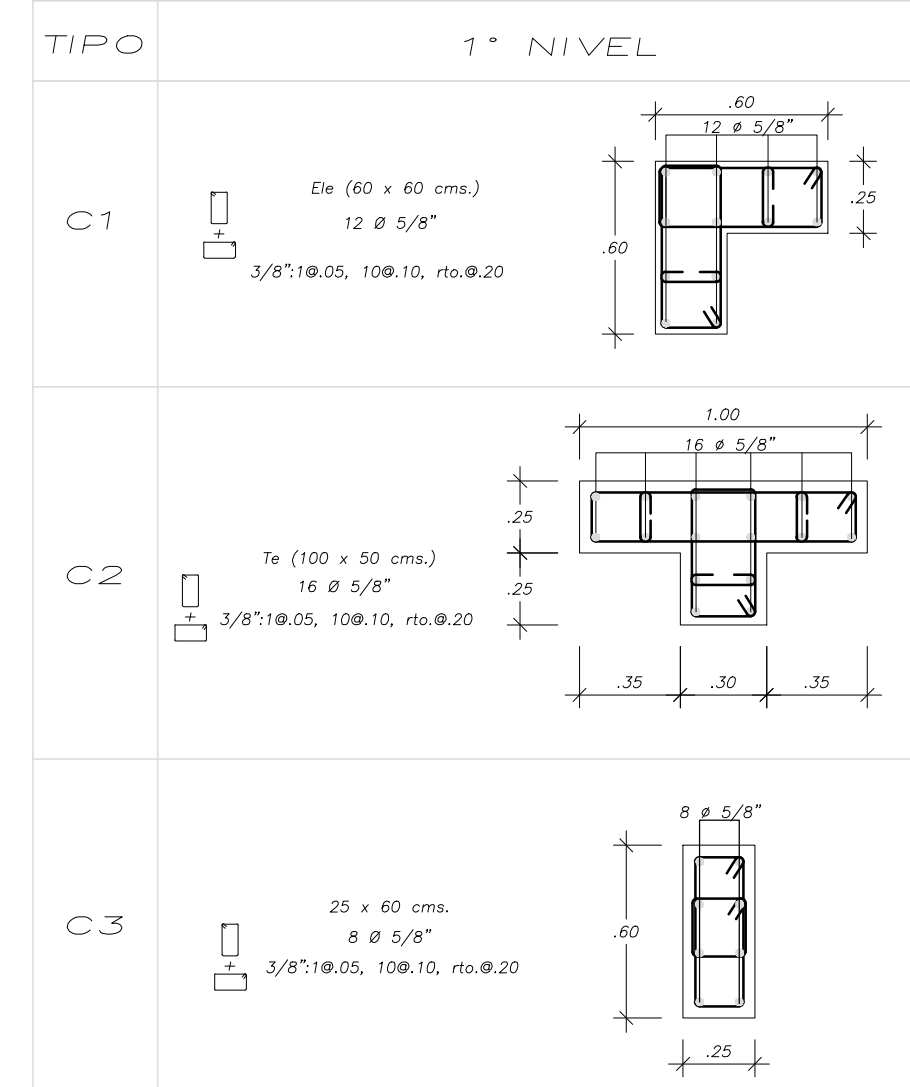 TIPO 1° NIVEL
.60
12 ø 5/8”
Ele (60 x 60 cms.)
C1
12 Ø 5/8”
.25
.60
+
3/8”:1@.05, 10@.10, rto.@.20
1.00
16 ø 5/8”
.25
Te (100 x 50 cms.)
C2
16 Ø 5/8”
.25
+
3/8”:1@.05, 10@.10, rto.@.20
.35 .30 .35
8 ø 5/8”
25 x 60 cms.
C3
8 Ø 5/8”
.60
+
3/8”:1@.05, 10@.10, rto.@.20
.25